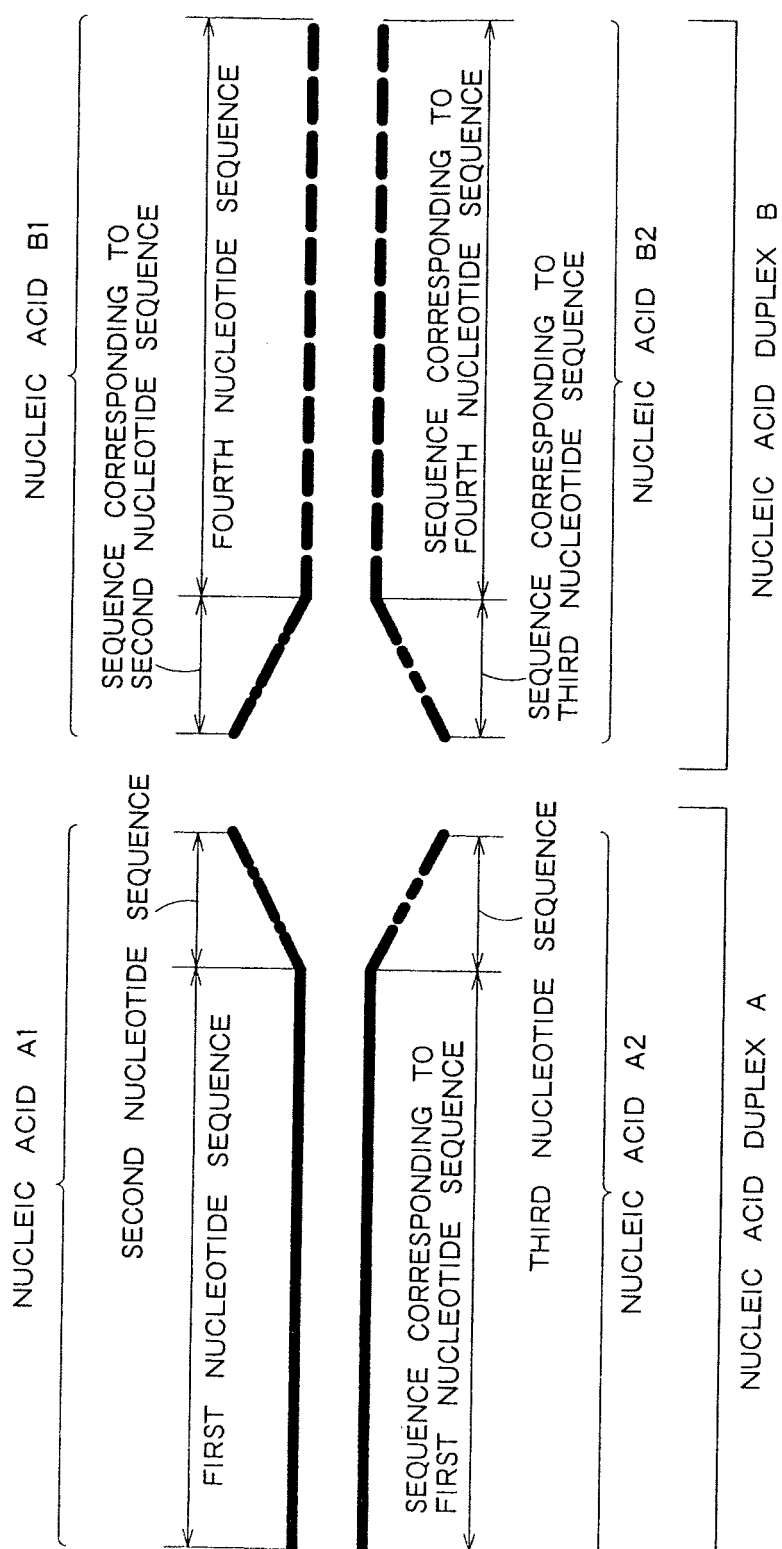 NUCLEIC ACID A1
SECOND NUCLEOTIDE SEQUENCE
FIRST NUCLEOTIDE SEQUENCE
SEQUENCE CORRESPONDING TO
FIRST NUCLEOTIDE SEQUENCE
THIRD NUCLEOTIDE SEQUENCE
NUCLEIC ACID A2
NUCLEIC ACID DUPLEX A
NUCLEIC ACID B1
SEQUENCE CORRESPONDING TO
SECOND NUCLEOTIDE SEQUENCE
FOURTH NUCLEOTIDE SEQUENCE
SEQUENCE CORRESPONDING TO
FOURTH NUCLEOTIDE SEQUENCE
SEQUENCE CORRESPONDING TO
THIRD NUCLEOTIDE SEQUENCE
NUCLEIC ACID B2
NUCLEIC ACID DUPLEX B